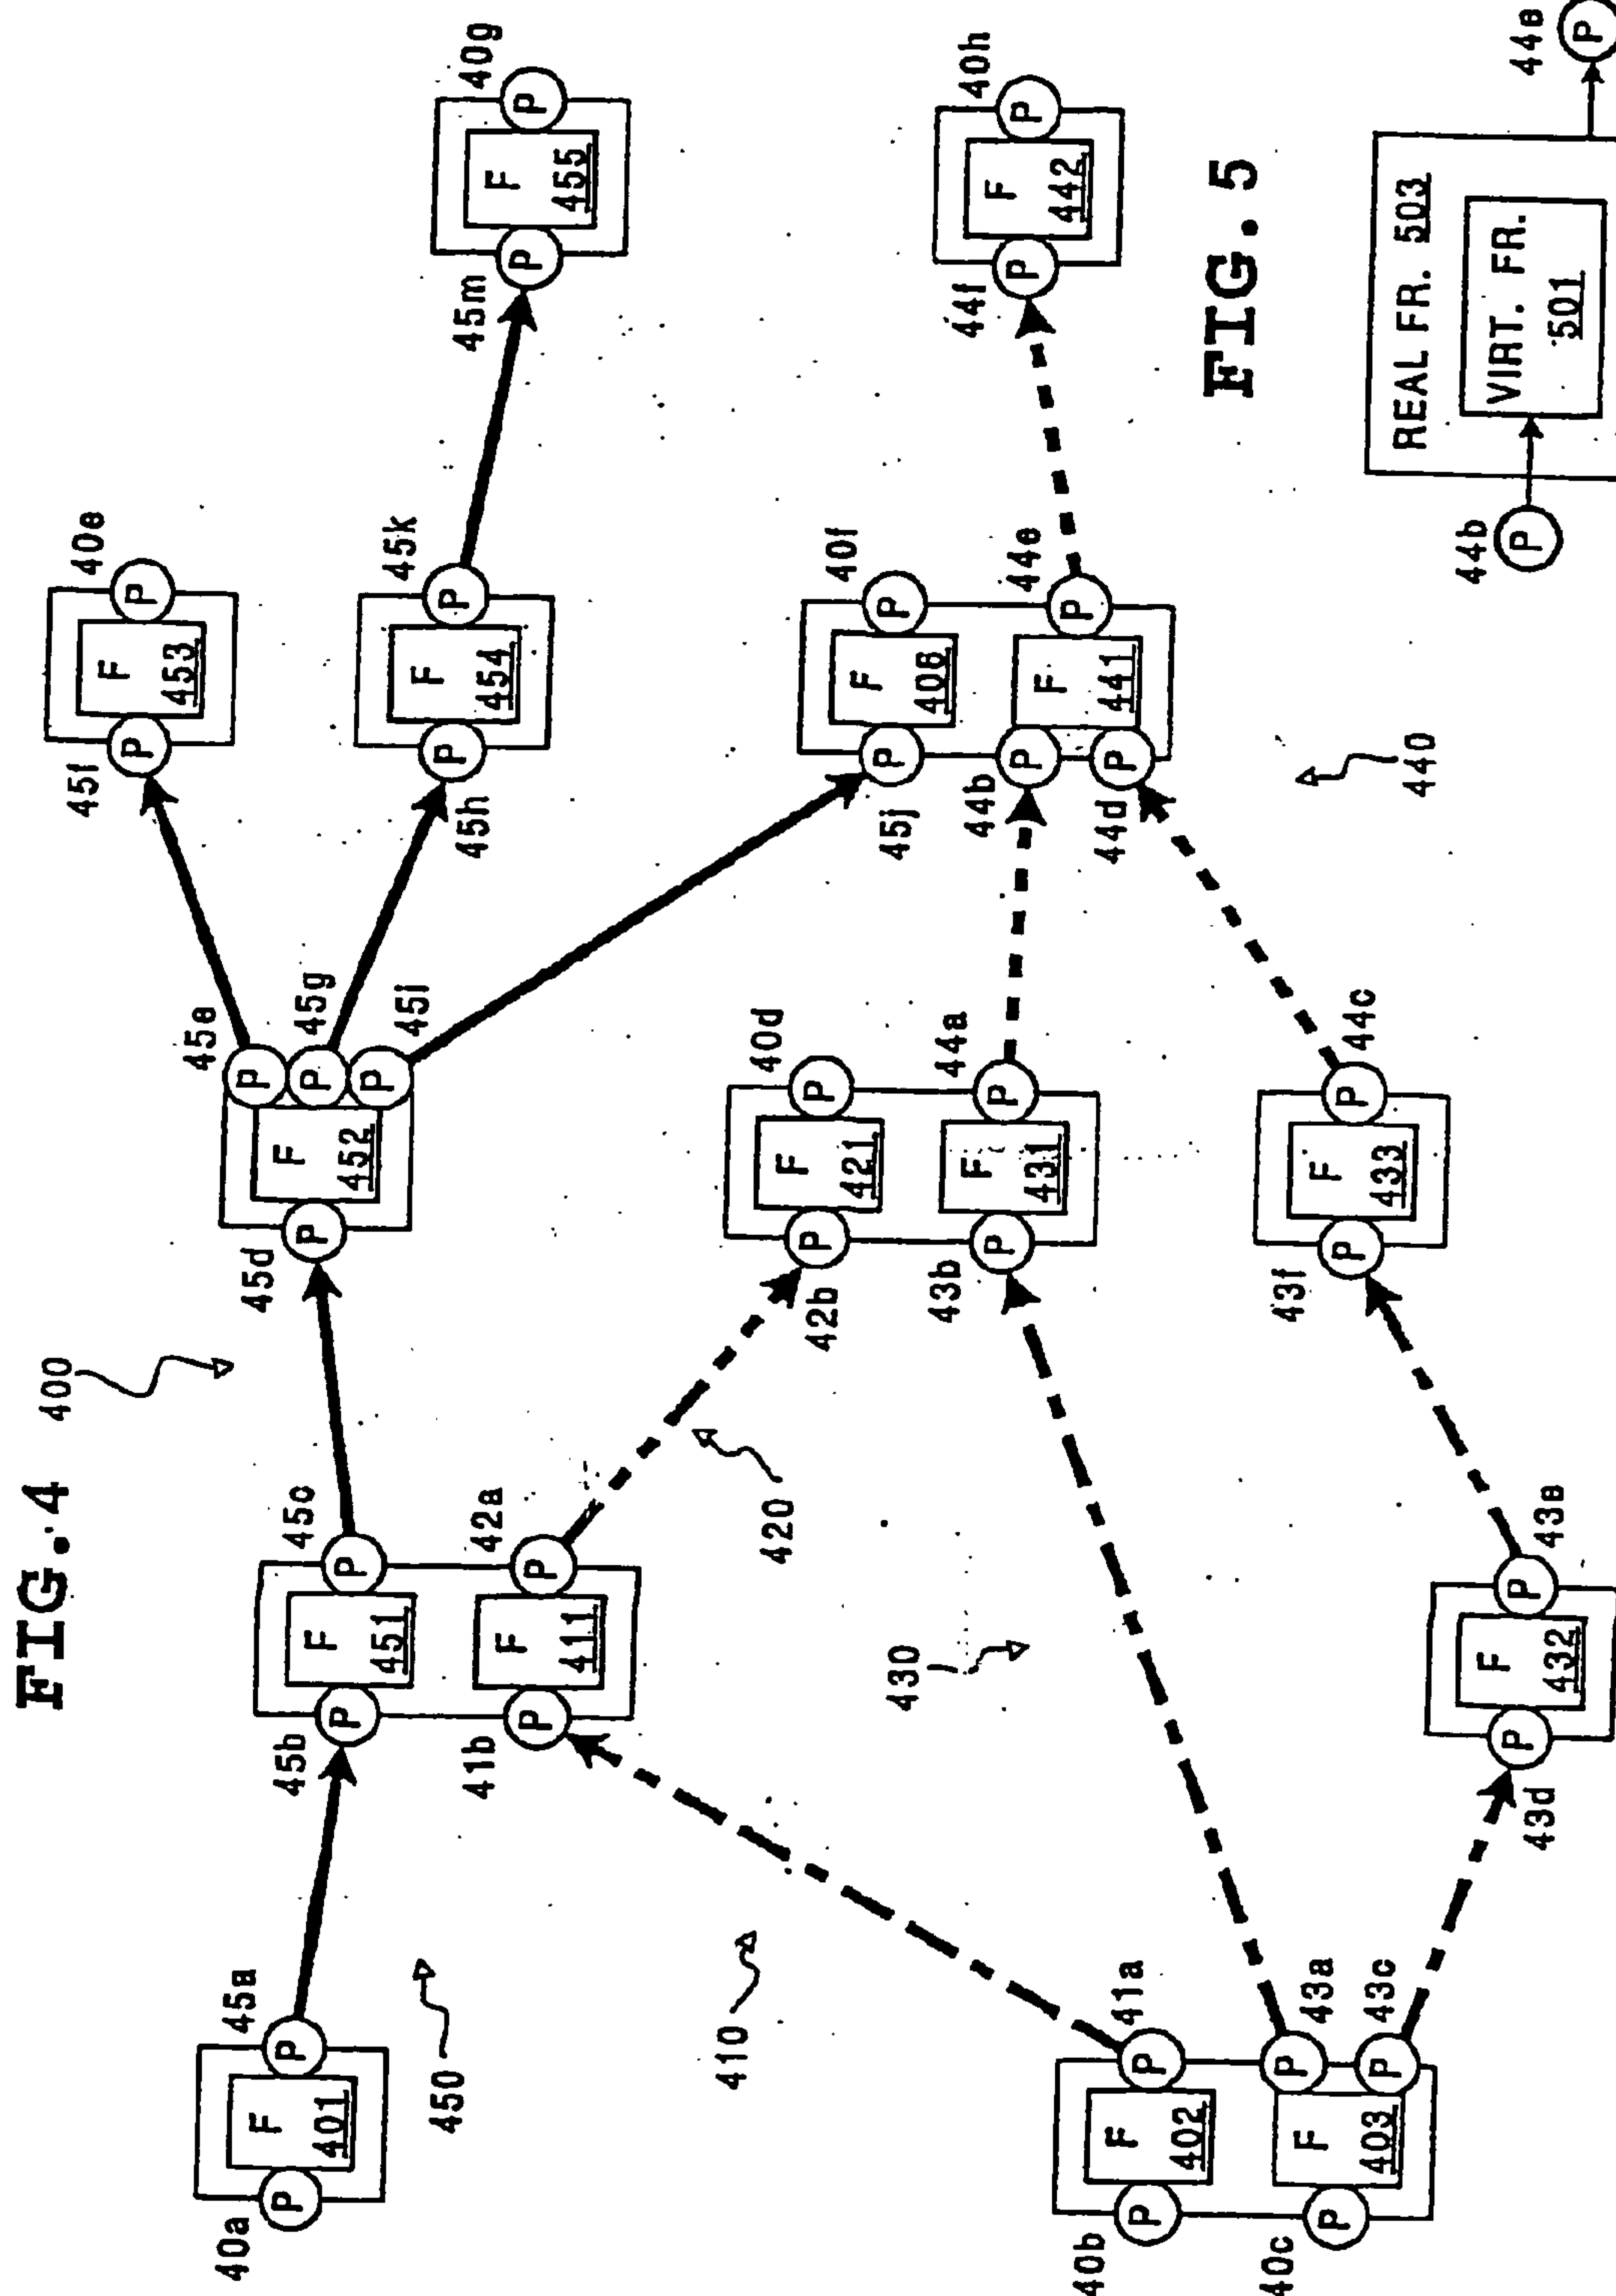 FIG.4
400
40a
P
F
401
P
45a
450
45b
P
F
451
P
45c
41b
P
F
411
P
42a
45d
P
F
452
P
45e
P
45g
P
45i
45f
P
F
453
P
40e
45h
P
F
454
P
45k
45m
P
F
455
P
40g
410
420
42b
P
F
421
P
40d
43b
P
F
431
P
44a
45j
P
F
406
P
40f
44b
P
44d
P
F
441
P
44e
44f
P
F
442
P
40h
40b
P
F
402
P
41a
40c
P
F
403
P
43a
P
43c
430
43d
P
F
432
P
43e
43f
P
F
433
P
44c
440
FIG.5
44b
P
REAL FR. 503
VIRT. FR.
501
P
44e